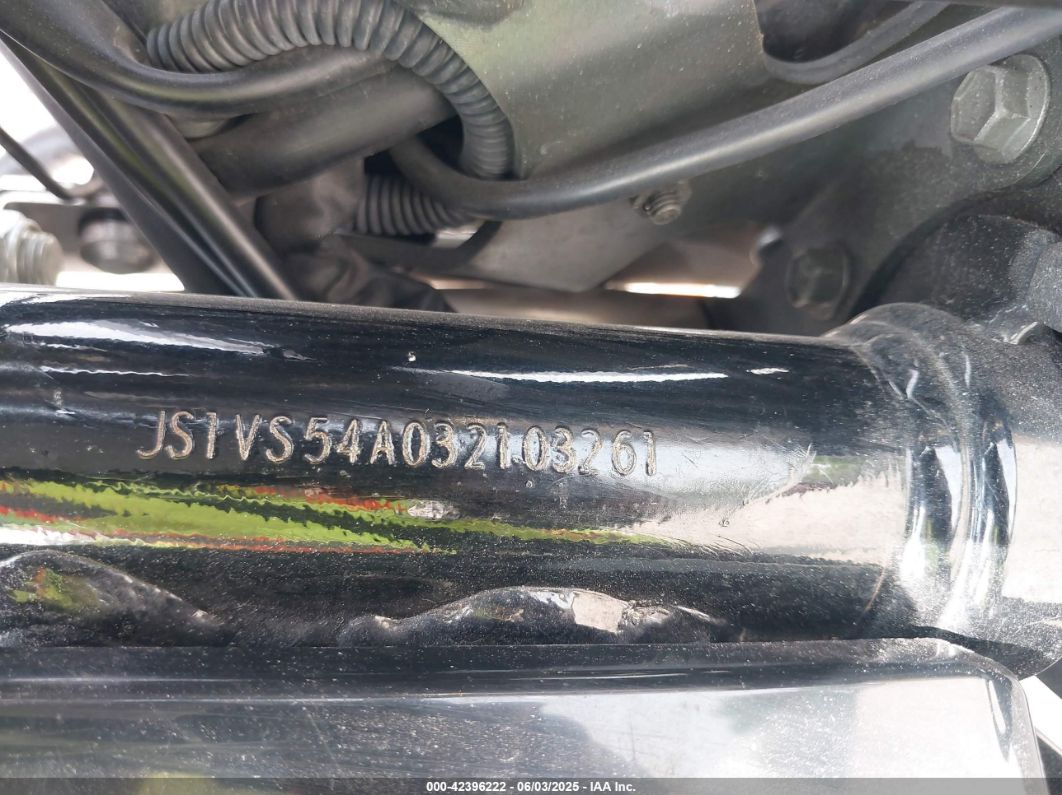 JS1VS54A032103261
000-42396222 - 06/03/2025 - IAA Inc.